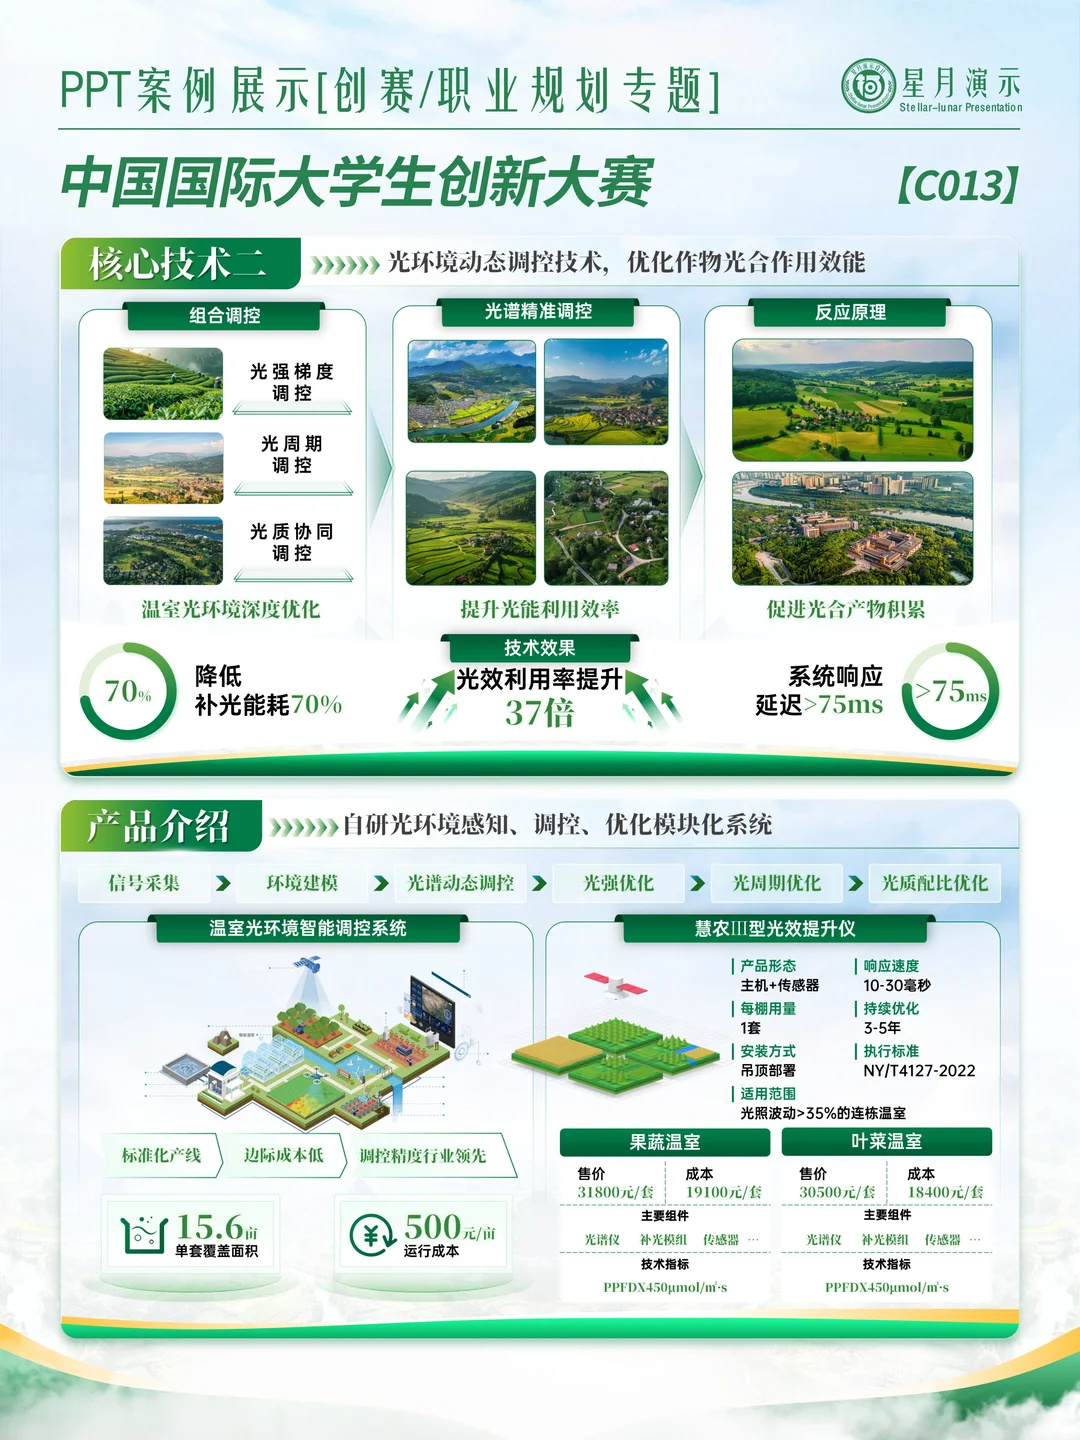 PPT案例展示[创赛/职业规划专题]
星月演示
Stellar-lunar Presentation
中国国际大学生创新大赛
【C013】
核心技术二
光环境动态调控技术，优化作物光合作用效能
组合调控
光谱精准调控
反应原理
光强梯度
调控
光周期
调控
光质协同
调控
温室光环境深度优化
提升光能利用效率
促进光合产物积累
技术效果
70%
降低
补光能耗70%
光效利用率提升
37倍
系统响应
延迟>75ms
>75ms
产品介绍
自研光环境感知、调控、优化模块化系统
信号采集
环境建模
光谱动态调控
光强优化
光周期优化
光质配比优化
温室光环境智能调控系统
标准化产线
边际成本低
调控精度行业领先
15.6亩
单套覆盖面积
500元/亩
运行成本
慧农III型光效提升仪
产品形态
主机+传感器
响应速度
10-30毫秒
每棚用量
1套
持续优化
3-5年
安装方式
吊顶部署
执行标准
NY/T4127-2022
适用范围
光照波动>35%的连栋温室
果蔬温室
售价
31800元/套
成本
19100元/套
主要组件
光谱仪 补光模组 传感器 ···
技术指标
PPFDX450μmol/㎡·s
叶菜温室
售价
30500元/套
成本
18400元/套
主要组件
光谱仪 补光模组 传感器 ···
技术指标
PPFDX450μmol/㎡·s